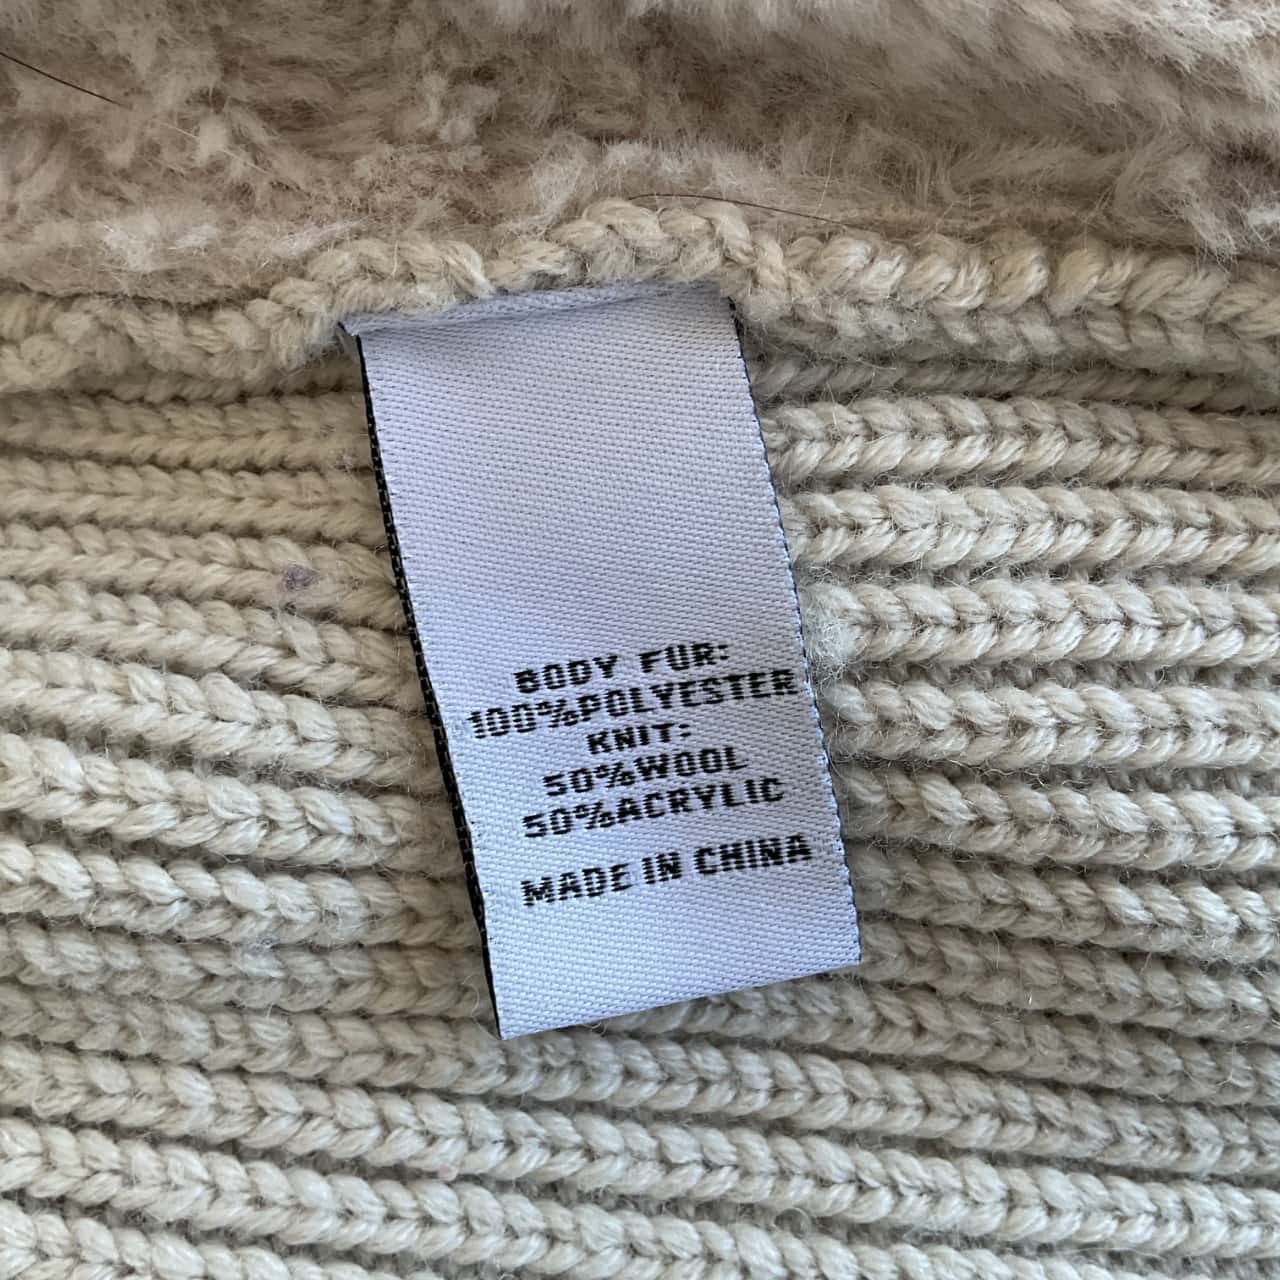 BODY FUR:
100%POLYESTER
KNIT:
50%WOOL
50%ACRYLIC
MADE IN CHINA